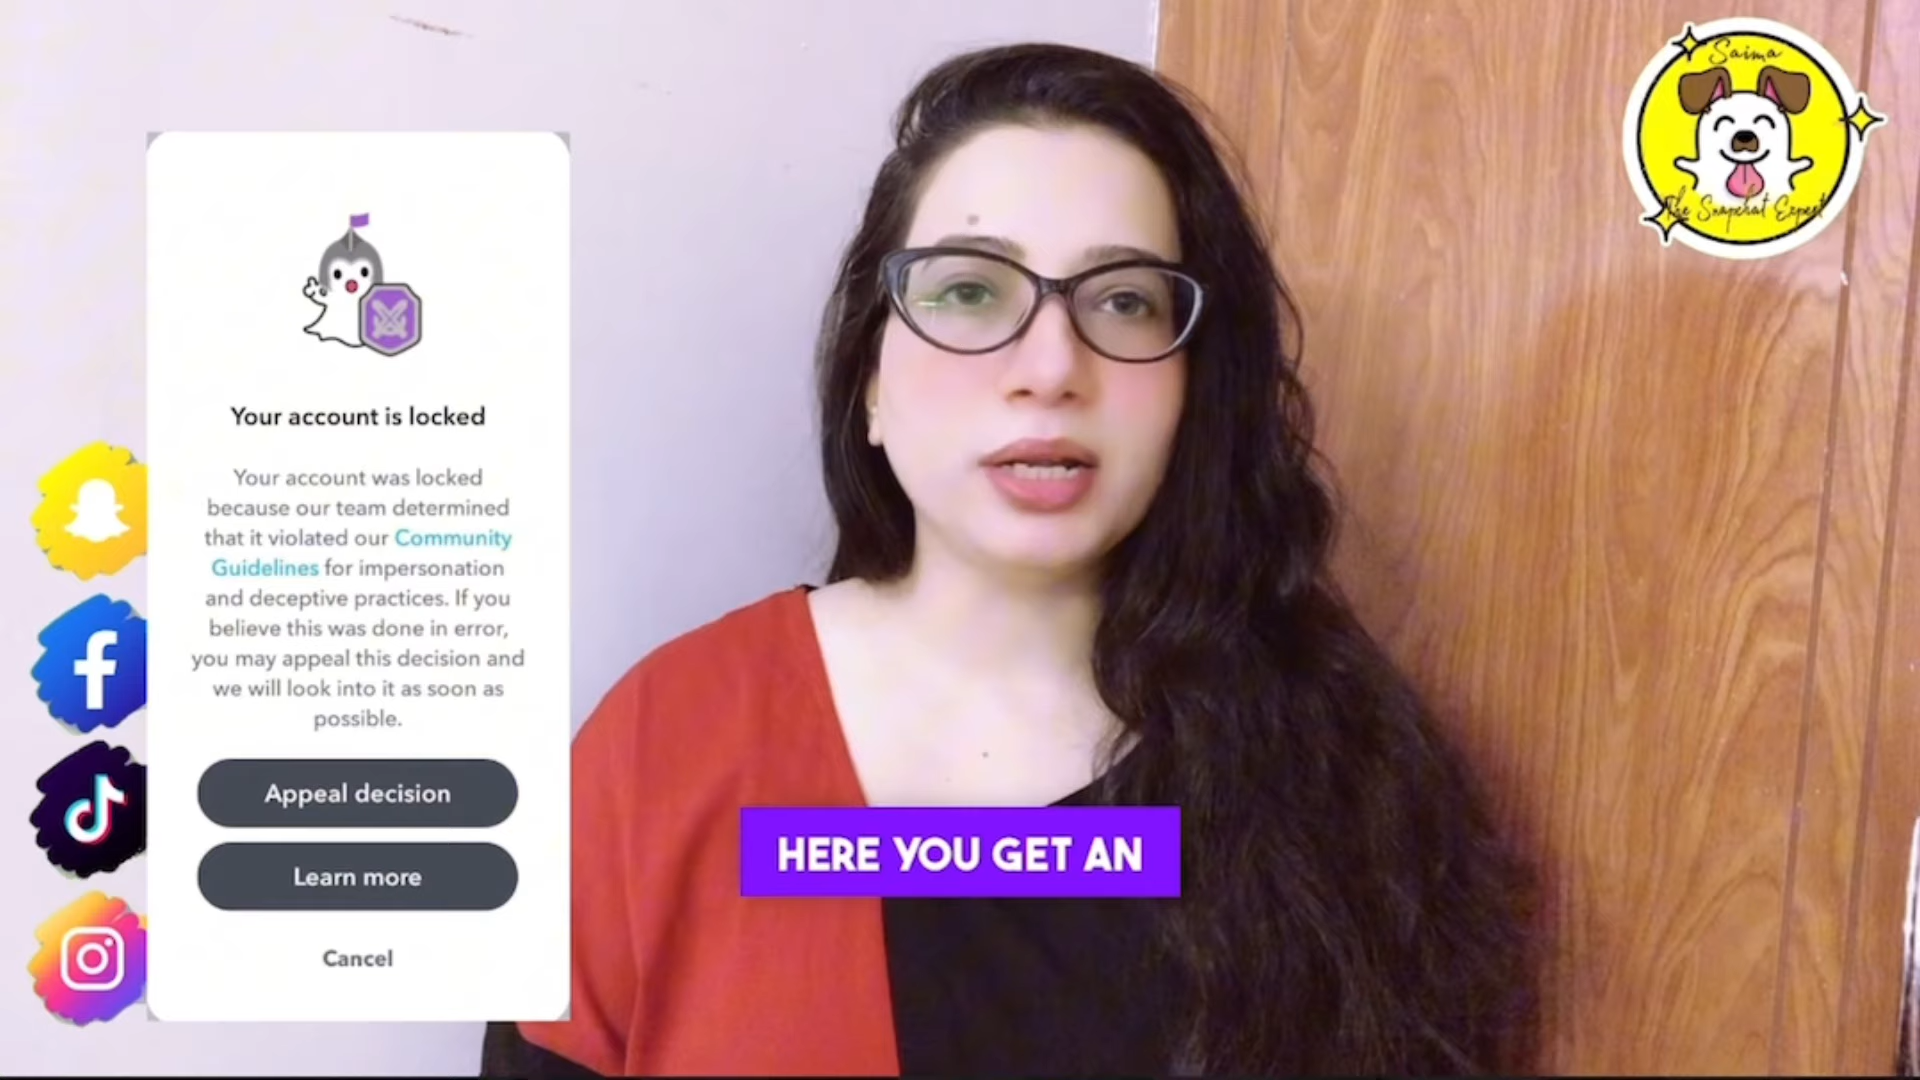 Saima
The Snapchat Expert
Your account is locked
Your account was locked
because our team determined
that it violated our Community
Guidelines for impersonation
and deceptive practices. If you
believe this was done in error,
you may appeal this decision and
we will look into it as soon as
possible.
Appeal decision
Learn more
Cancel
HERE YOU GET AN